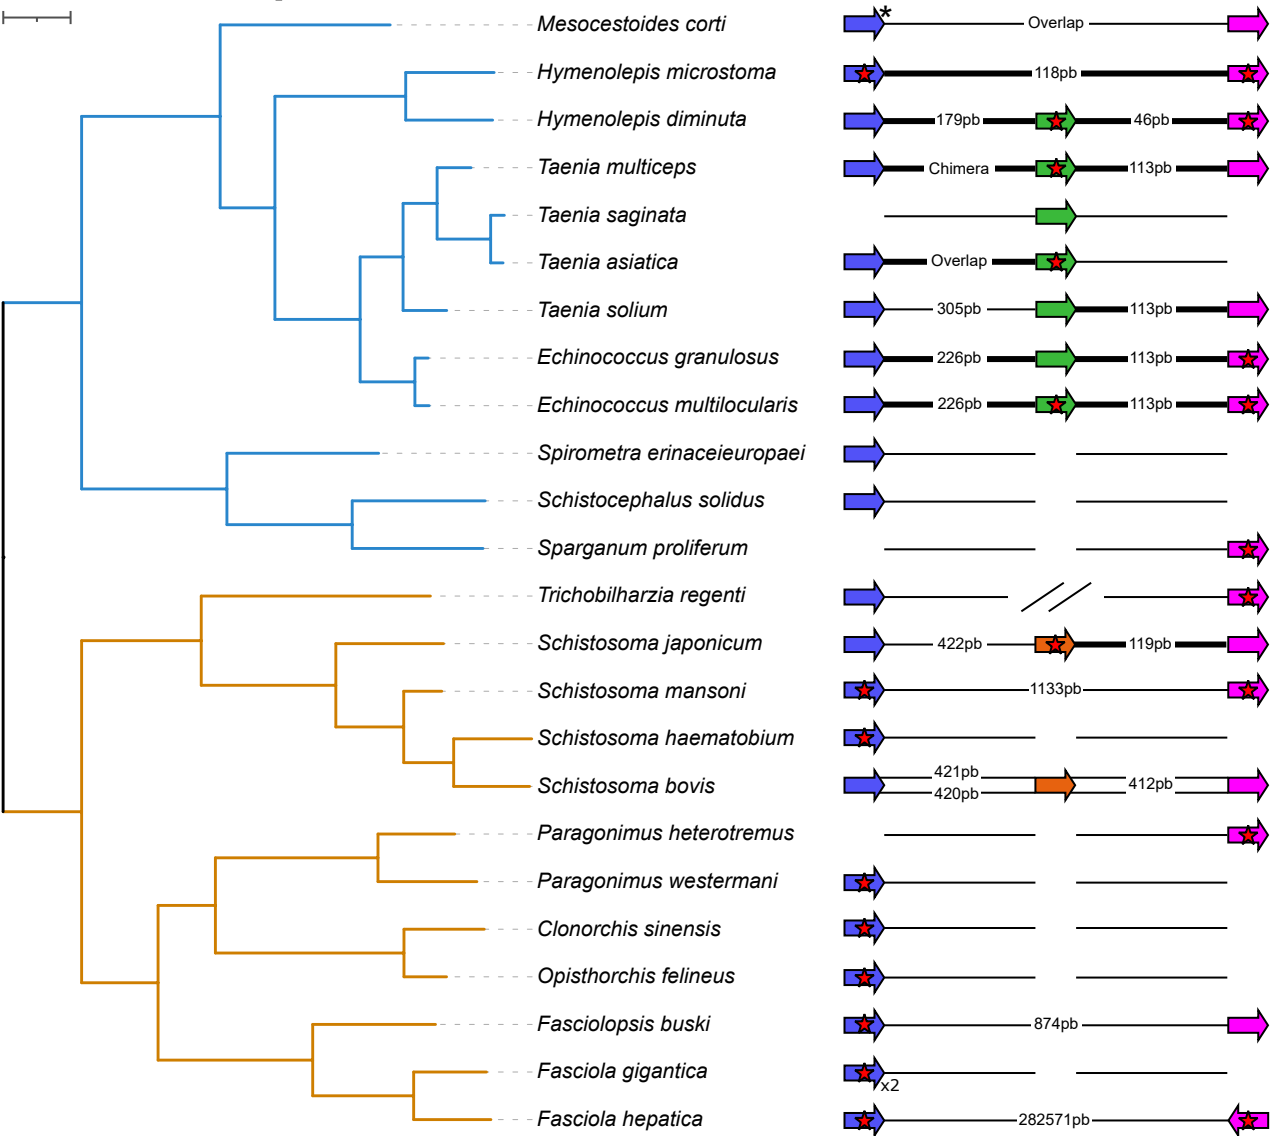 Mesocestoides corti * Overlap
Hymenolepis microstoma 118pb
Hymenolepis diminuta 179pb 46pb
Taenia multiceps Chimera 113pb
Taenia saginata
Taenia asiatica Overlap
Taenia solium 305pb 113pb
Echinococcus granulosus 226pb 113pb
Echinococcus multilocularis 226pb 113pb
Spirometra erinaceieuropaei
Schistocephalus solidus
Sparganum proliferum
Trichobilharzia regenti
Schistosoma japonicum 422pb 119pb
Schistosoma mansoni 1133pb
Schistosoma haematobium
Schistosoma bovis 421pb 420pb 412pb
Paragonimus heterotremus
Paragonimus westermani
Clonorchis sinensis
Opisthorchis felineus
Fasciolopsis buski 874pb
Fasciola gigantica x2
Fasciola hepatica 282571pb